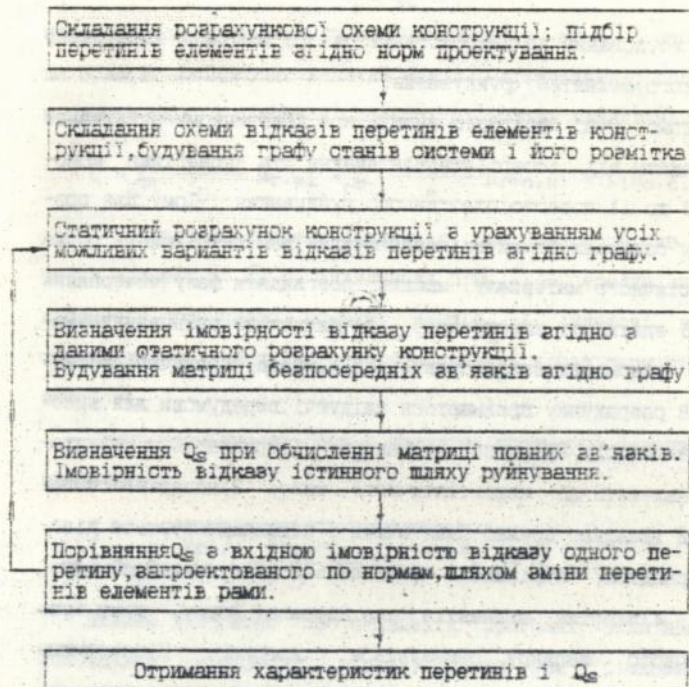 Складання розрахункової схеми конструкції; підбір
перетинів елементів згідно норм проектування.
Складання схеми відказів перетинів елементів конст-
рукції,будування графу станів системи і його розмітка
Статичний розрахунок конструкції з урахуванням усіх
можливих варіантів відказів перетинів згідно графу.
Визначення імовірності відказу перетинів згідно з
даними статичного розрахунку конструкції.
Будування матриці безпосередніх зв'язків згідно графу
Визначення Qs при обчисленні матриці повних зв'язків.
Імовірність відказу істинного шляху руйнування.
ПорівнянняQs з вхідною імовірністю відказу одного пе-
ретину,запроектованого по нормам,шляхом зміни перети-
нів елементів рами.
Отримання характеристик перетинів і Qs